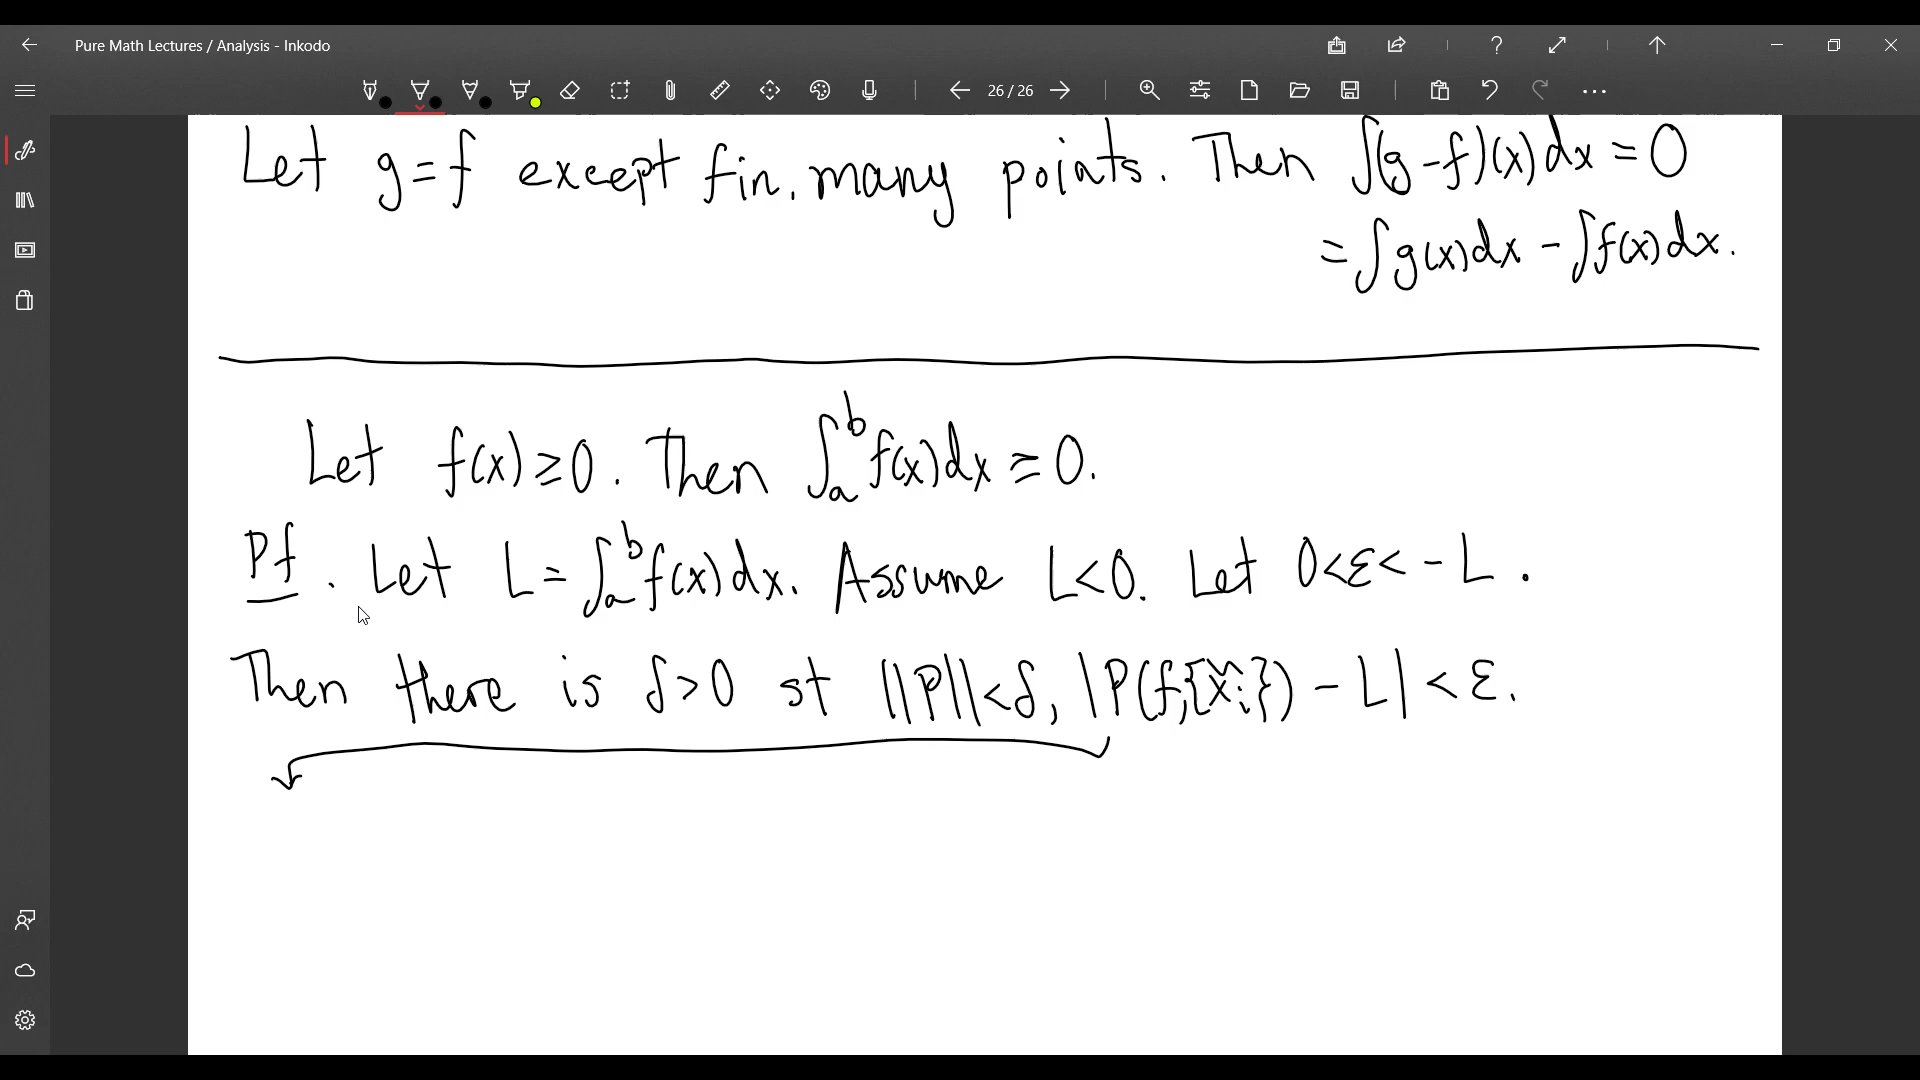 Pure Math Lectures / Analysis - Inkodo
26 / 26
Let g = f except fin. many points. Then ∫(g - f)(x)dx = 0
= ∫g(x)dx - ∫f(x)dx.
Let f(x) ≥ 0. Then ∫_a^b f(x)dx ≥ 0.
Pf. Let L = ∫_a^b f(x)dx. Assume L < 0. Let 0 < ε < - L.
Then there is δ > 0 st ||P|| < δ, |P(f,{x̃_i}) - L| < ε.